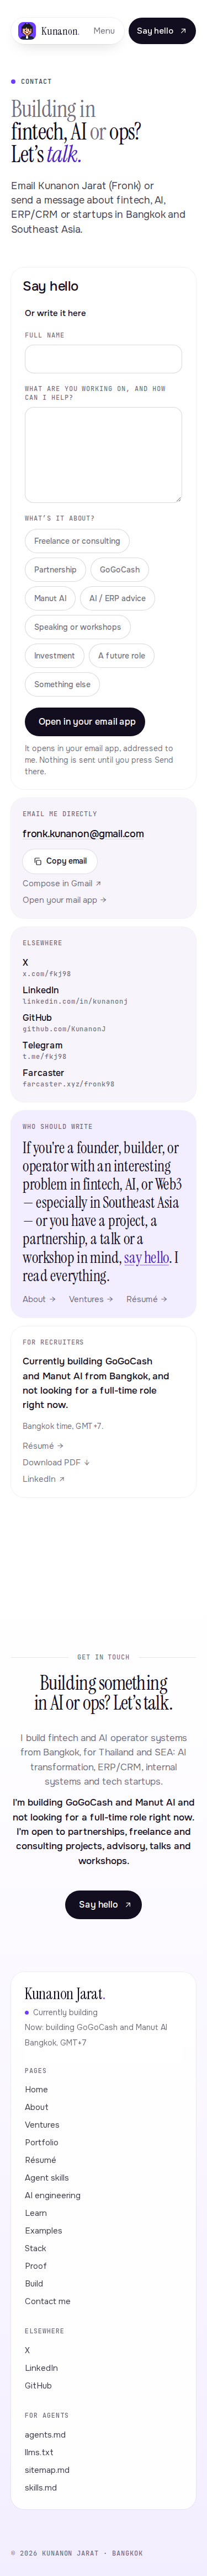 Kunanon.
Menu
Say hello ↗
CONTACT
Building in
fintech, AI or ops?
Let's talk.
Email Kunanon Jarat (Fronk) or
send a message about fintech, AI,
ERP/CRM or startups in Bangkok and
Southeast Asia.
Say hello
Or write it here
FULL NAME
WHAT ARE YOU WORKING ON, AND HOW
CAN I HELP?
WHAT'S IT ABOUT?
Freelance or consulting
Partnership
GoGoCash
Manut AI
AI / ERP advice
Speaking or workshops
Investment
A future role
Something else
Open in your email app
It opens in your email app, addressed to
me. Nothing is sent until you press Send
there.
EMAIL ME DIRECTLY
fronk.kunanon@gmail.com
Copy email
Compose in Gmail ↗
Open your mail app →
ELSEWHERE
X
x.com/fkj98
LinkedIn
linkedin.com/in/kunanonj
GitHub
github.com/KunanonJ
Telegram
t.me/fkj98
Farcaster
farcaster.xyz/fronk98
WHO SHOULD WRITE
If you're a founder, builder, or
operator with an interesting
problem in fintech, AI, or Web3
— especially in Southeast Asia
— or you have a project, a
partnership, a talk or a
workshop in mind, say hello. I
read everything.
About → Ventures → Résumé →
FOR RECRUITERS
Currently building GoGoCash
and Manut AI from Bangkok, and
not looking for a full-time role
right now.
Bangkok time, GMT+7.
Résumé →
Download PDF ↓
LinkedIn ↗
GET IN TOUCH
Building something
in AI or ops? Let's talk.
I build fintech and AI operator systems
from Bangkok, for Thailand and SEA: AI
transformation, ERP/CRM, internal
systems and tech startups.
I'm building GoGoCash and Manut AI and
not looking for a full-time role right now.
I'm open to partnerships, freelance and
consulting projects, advisory, talks and
workshops.
Say hello ↗
Kunanon Jarat.
Currently building
Now: building GoGoCash and Manut AI
Bangkok, GMT+7
PAGES
Home
About
Ventures
Portfolio
Résumé
Agent skills
AI engineering
Learn
Examples
Stack
Proof
Build
Contact me
ELSEWHERE
X
LinkedIn
GitHub
FOR AGENTS
agents.md
llms.txt
sitemap.md
skills.md
© 2026 KUNANON JARAT · BANGKOK